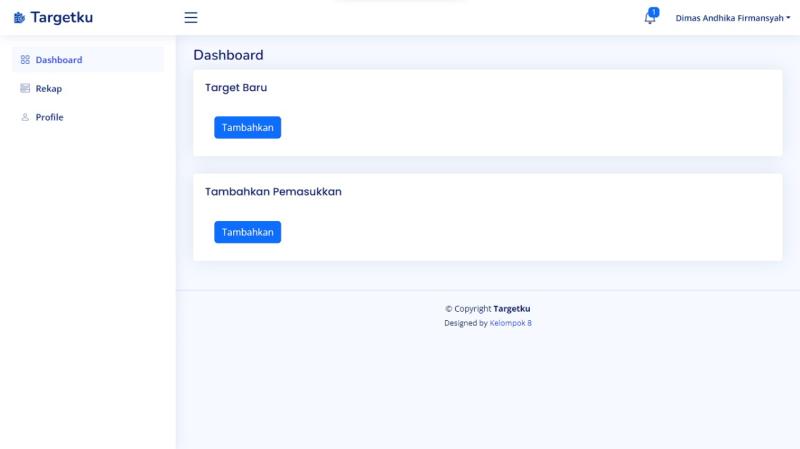 Targetku
1
Dimas Andhika Firmansyah
Dashboard
Rekap
Profile
Dashboard
Target Baru
Tambahkan
Tambahkan Pemasukkan
Tambahkan
© Copyright Targetku
Designed by Kelompok 8